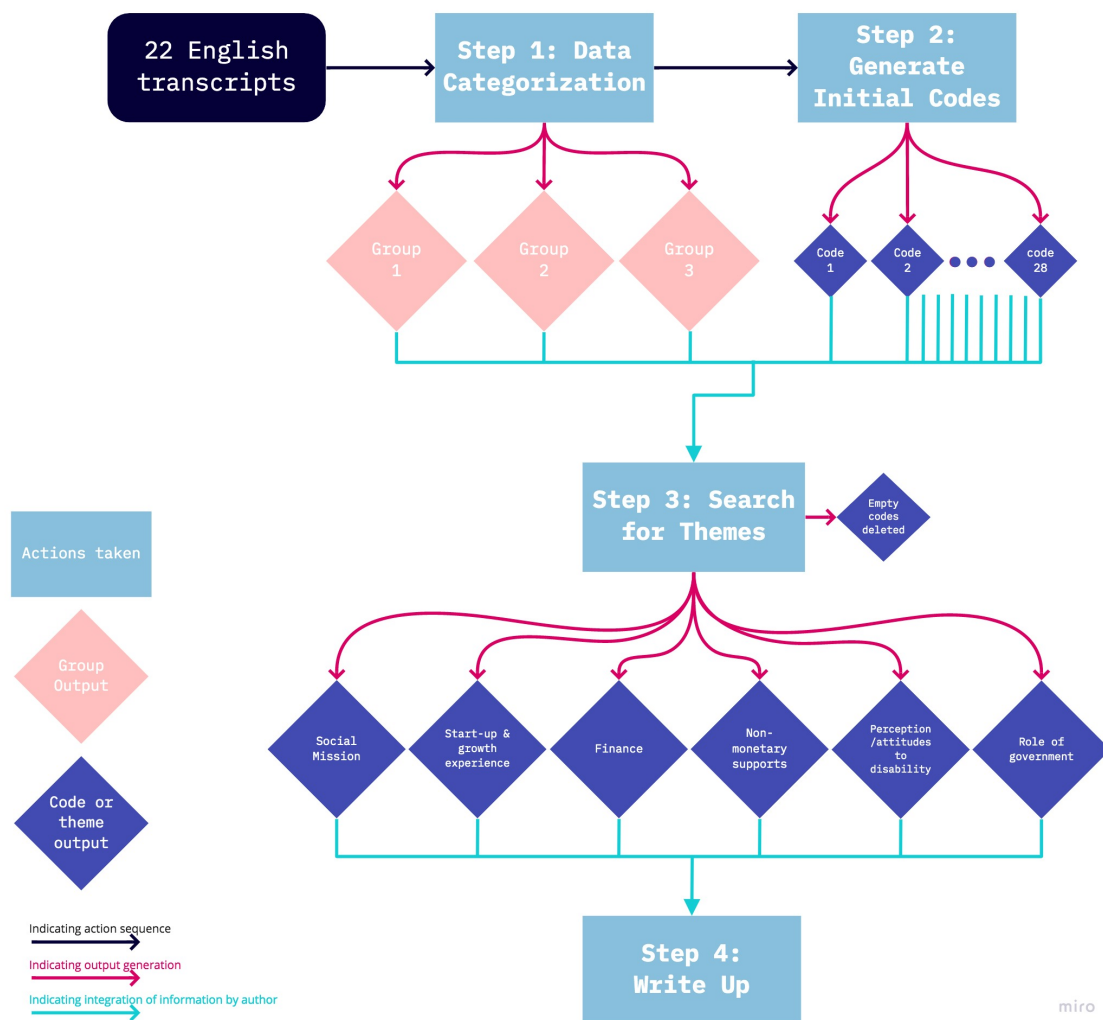 22 English
transcripts
Step 1: Data
Categorization
Step 2:
Generate
Initial Codes
Group
1
Group
2
Group
3
Code
1
Code
2
code
28
Step 3: Search
for Themes
Empty
codes
deleted
Actions taken
Group
Output
Code or
theme
output
Social
Mission
Start-up &
growth
experience
Finance
Non-
monetary
supports
Perception
/attitudes
to
disability
Role of
government
Step 4:
Write Up
Indicating action sequence
Indicating output generation
Indicating integration of information by author
miro